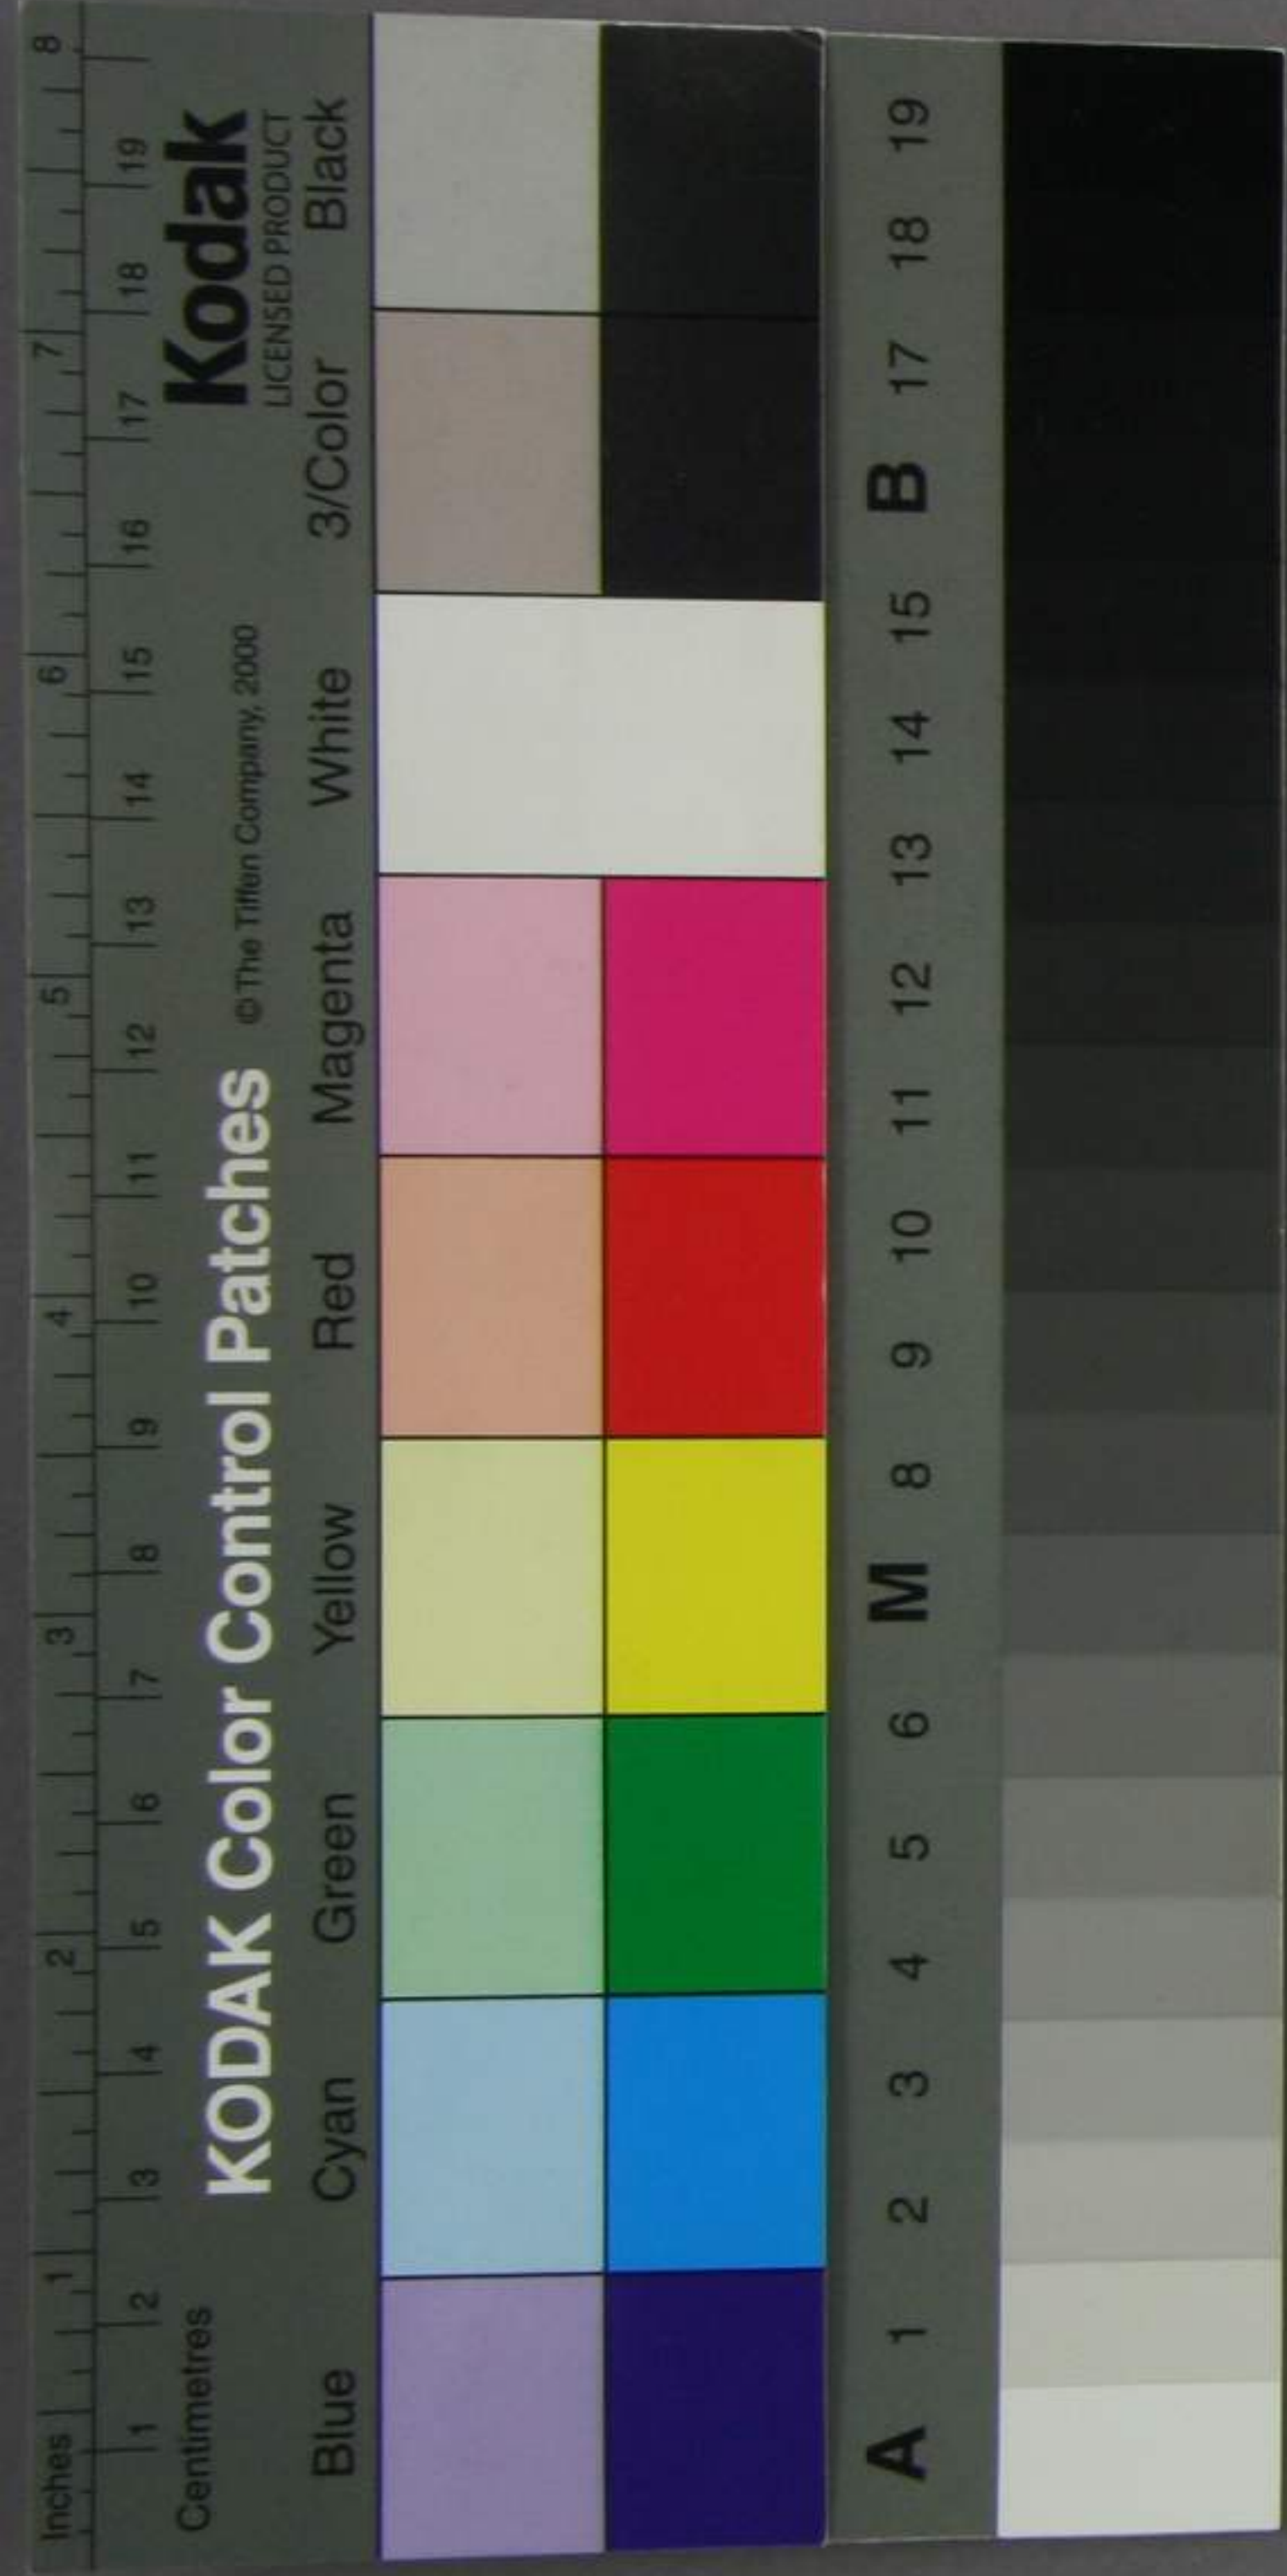 Inches 1 2 3 4 5 6 7 8
1 2 3 4 5 6 7 8 9 10 11 12 13 14 15 16 17 18 19
Centimetres
KODAK Color Control Patches
© The Tiffen Company, 2000
Kodak
LICENSED PRODUCT
Blue Cyan Green Yellow Red Magenta White 3/Color Black
A 1 2 3 4 5 6 M 8 9 10 11 12 13 14 15 B 17 18 19